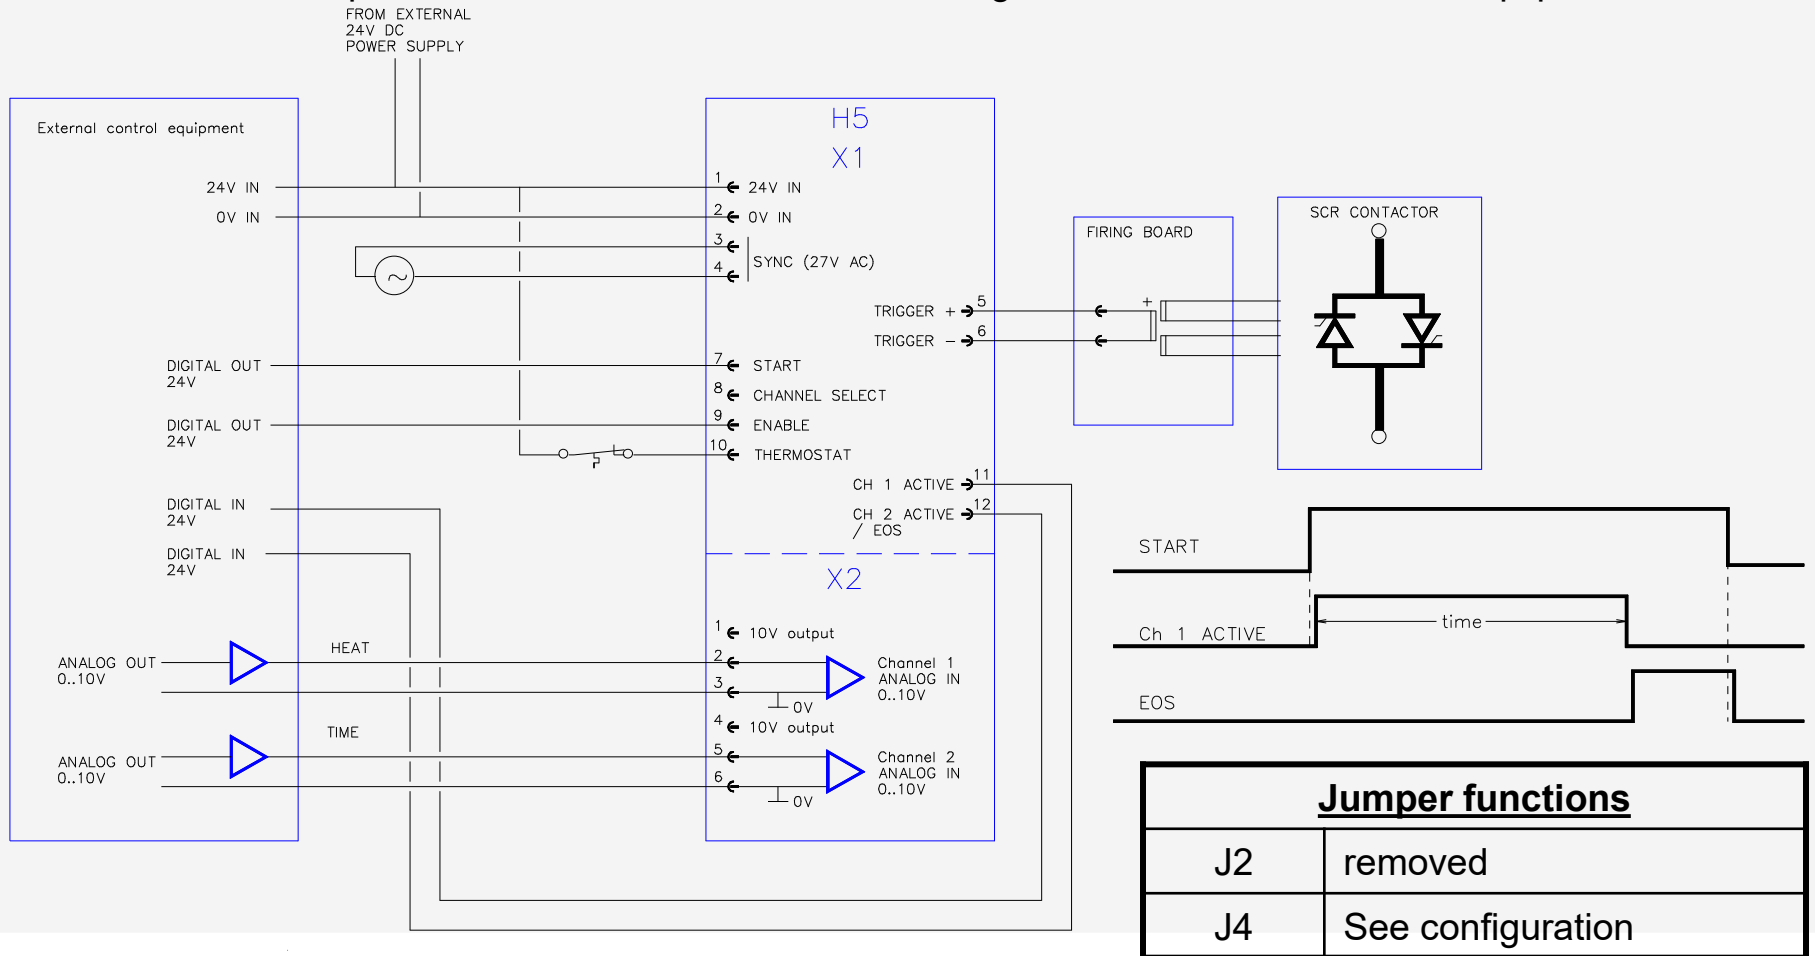 FROM EXTERNAL
24V DC
POWER SUPPLY
External control equipment
24V IN
0V IN
DIGITAL OUT
24V
DIGITAL OUT
24V
DIGITAL IN
24V
DIGITAL IN
24V
ANALOG OUT
0..10V
ANALOG OUT
0..10V
HEAT
TIME
H5
X1
1 24V IN
2 0V IN
3
4
SYNC (27V AC)
TRIGGER + 5
TRIGGER - 6
7 START
8 CHANNEL SELECT
9 ENABLE
10 THERMOSTAT
CH 1 ACTIVE 11
CH 2 ACTIVE 12
/ EOS
X2
1 10V output
2
3
Channel 1
ANALOG IN
0..10V
0V
4 10V output
5
6
Channel 2
ANALOG IN
0..10V
0V
FIRING BOARD
+
SCR CONTACTOR
START
Ch 1 ACTIVE
time
EOS
Jumper functions
J2 removed
J4 See configuration